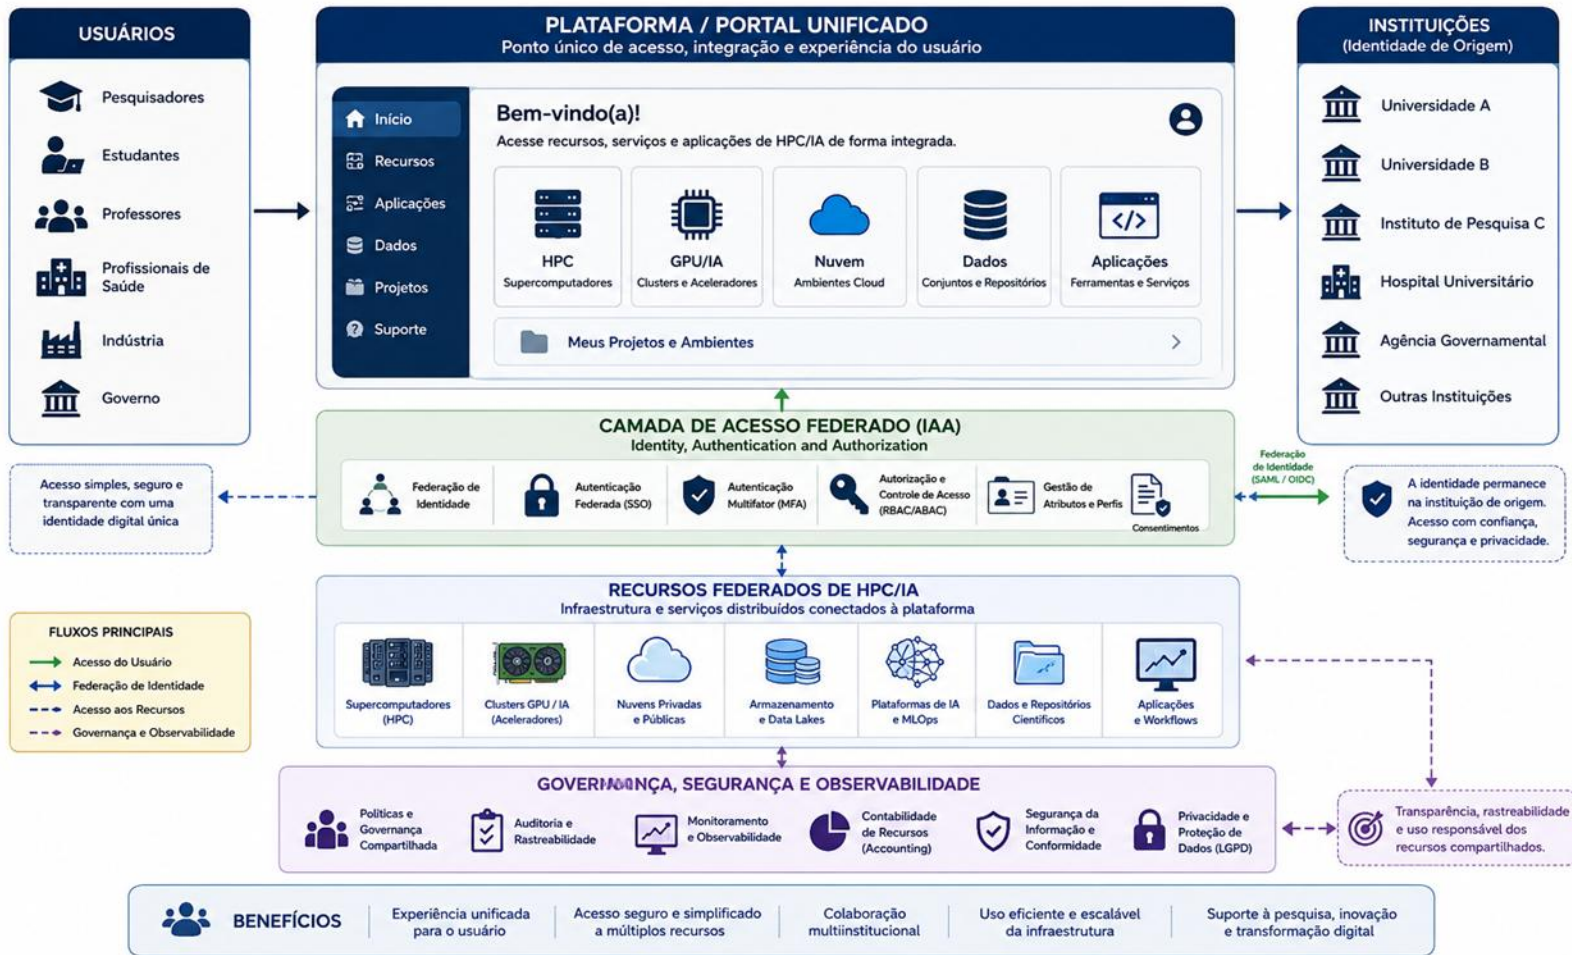 USUÁRIOS
Pesquisadores
Estudantes
Professores
Profissionais de
Saúde
Indústria
Governo
PLATAFORMA / PORTAL UNIFICADO
Ponto único de acesso, integração e experiência do usuário
Início
Recursos
Aplicações
Dados
Projetos
Suporte
Bem-vindo(a)!
Acesse recursos, serviços e aplicações de HPC/IA de forma integrada.
HPC
Supercomputadores
GPU/IA
Clusters e Aceleradores
Nuvem
Ambientes Cloud
Dados
Conjuntos e Repositórios
Aplicações
Ferramentas e Serviços
Meus Projetos e Ambientes
INSTITUIÇÕES
(Identidade de Origem)
Universidade A
Universidade B
Instituto de Pesquisa C
Hospital Universitário
Agência Governamental
Outras Instituições
Acesso simples, seguro e
transparente com uma
identidade digital única
CAMADA DE ACESSO FEDERADO (IAA)
Identity, Authentication and Authorization
Federação de
Identidade
Autenticação
Federada (SSO)
Autenticação
Multifator (MFA)
Autorização e
Controle de Acesso
(RBAC/ABAC)
Gestão de
Atributos e Perfis
Consentimentos
Federação
de Identidade
(SAML / OIDC)
A identidade permanece
na instituição de origem.
Acesso com confiança,
segurança e privacidade.
FLUXOS PRINCIPAIS
Acesso do Usuário
Federação de Identidade
Acesso aos Recursos
Governança e Observabilidade
RECURSOS FEDERADOS DE HPC/IA
Infraestrutura e serviços distribuídos conectados à plataforma
Supercomputadores
(HPC)
Clusters GPU / IA
(Aceleradores)
Nuvens Privadas
e Públicas
Armazenamento
e Data Lakes
Plataformas de IA
e MLOps
Dados e Repositórios
Científicos
Aplicações
e Workflows
SEGURANÇA E OBSERVABILIDADE
Políticas e
Governança
Compartilhada
Auditoria e
Rastreabilidade
Monitoramento
e Observabilidade
Contabilidade
de Recursos
(Accounting)
Segurança da
Informação e
Conformidade
Privacidade e
Proteção de
Dados (LGPD)
Transparência, rastreabilidade
e uso responsável dos
recursos compartilhados.
BENEFÍCIOS
Experiência unificada
para o usuário
Acesso seguro e simplificado
a múltiplos recursos
Colaboração
multiinstitucional
Uso eficiente e escalável
da infraestrutura
Suporte à pesquisa, inovação
e transformação digital